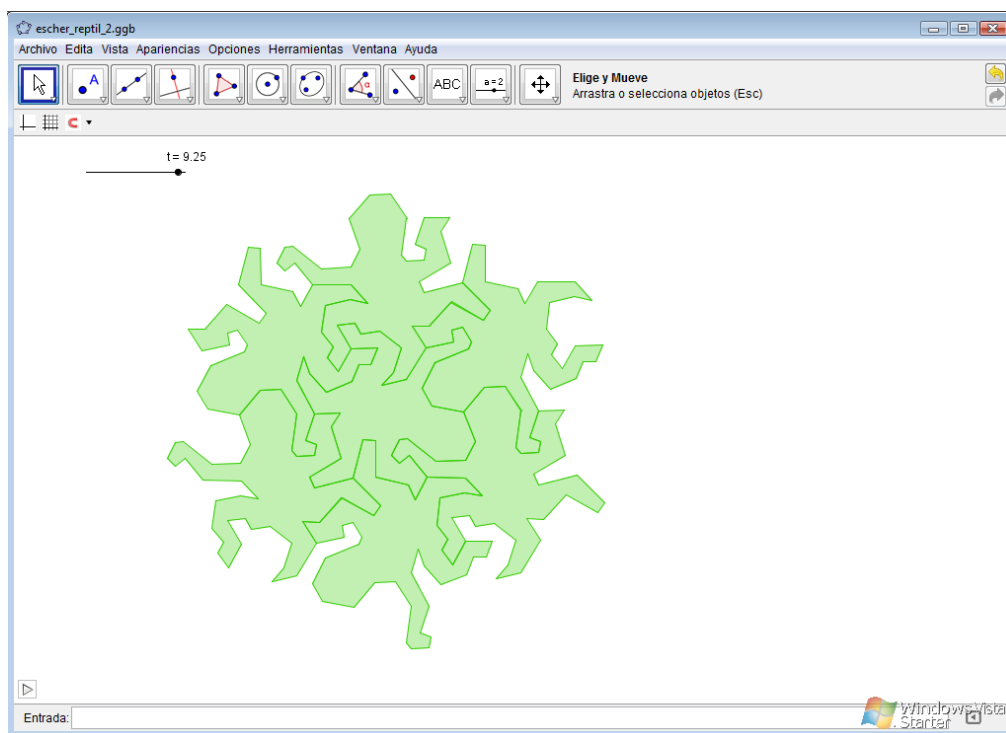 escher_reptil_2.ggb
Archivo Edita Vista Apariencias Opciones Herramientas Ventana Ayuda
A
α
ABC
a=2
Elige y Mueve
Arrastra o selecciona objetos (Esc)
t = 9.25
Entrada:
Windows Vista
Starter